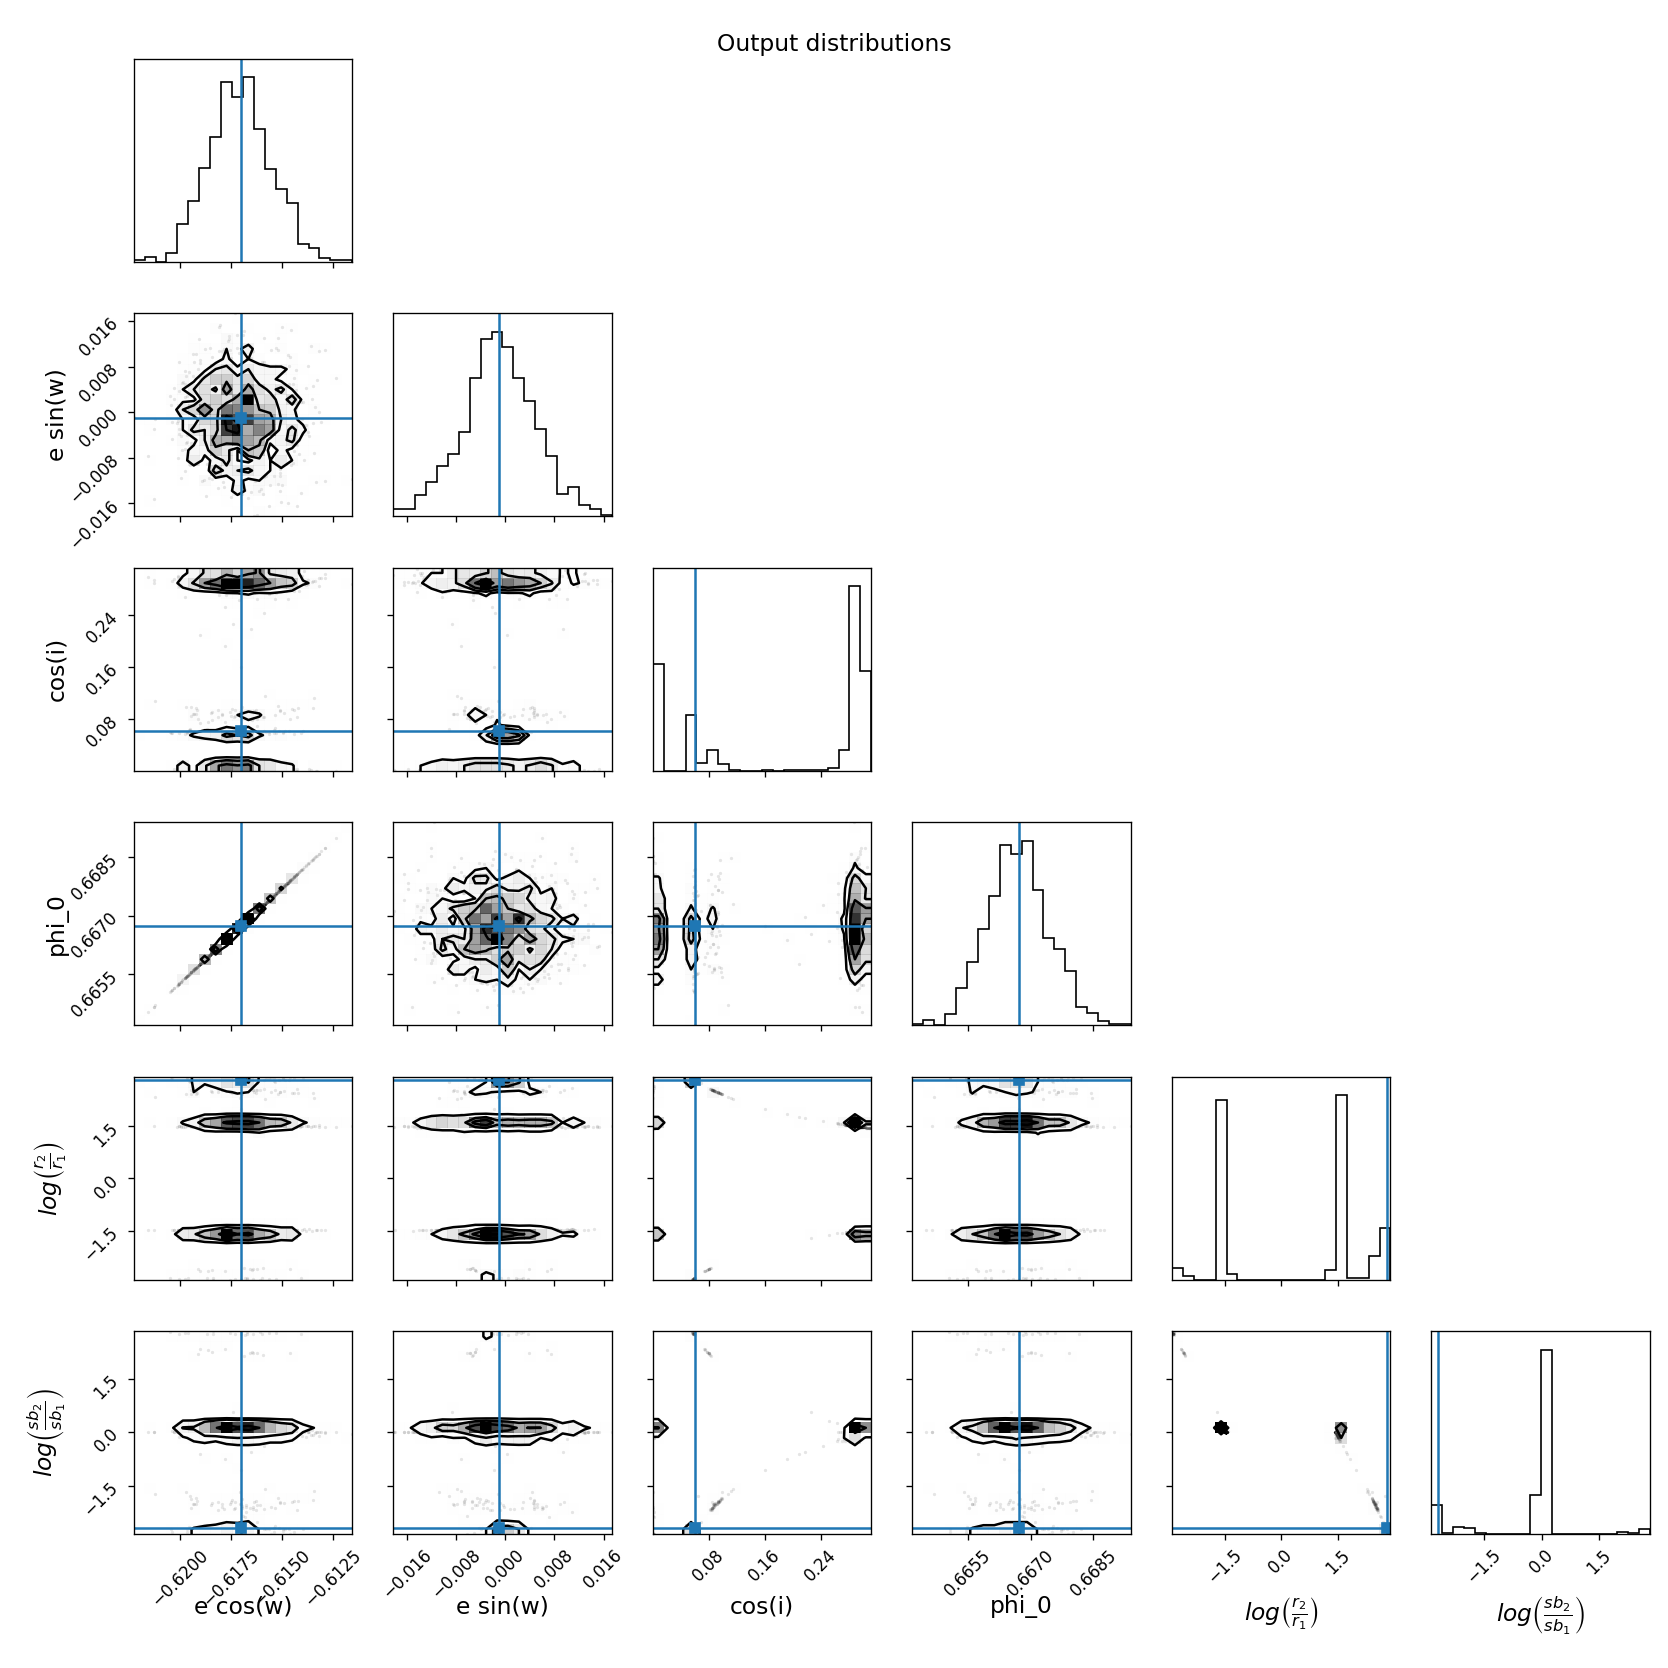 Output distributions
0.016
0.008
0.000
−0.008
−0.016
e sin(w)
0.24
0.16
0.08
cos(i)
0.6685
0.6670
0.6655
phi_0
1.5
0.0
−1.5
log(r2/r1)
1.5
0.0
−1.5
log(sb2/sb1)
−0.6200 −0.6175 −0.6150 −0.6125
−0.016 −0.008 0.000 0.008 0.016
0.08 0.16 0.24
0.6655 0.6670 0.6685
−1.5 0.0 1.5
−1.5 0.0 1.5
e cos(w) e sin(w) cos(i) phi_0 log(r2/r1) log(sb2/sb1)